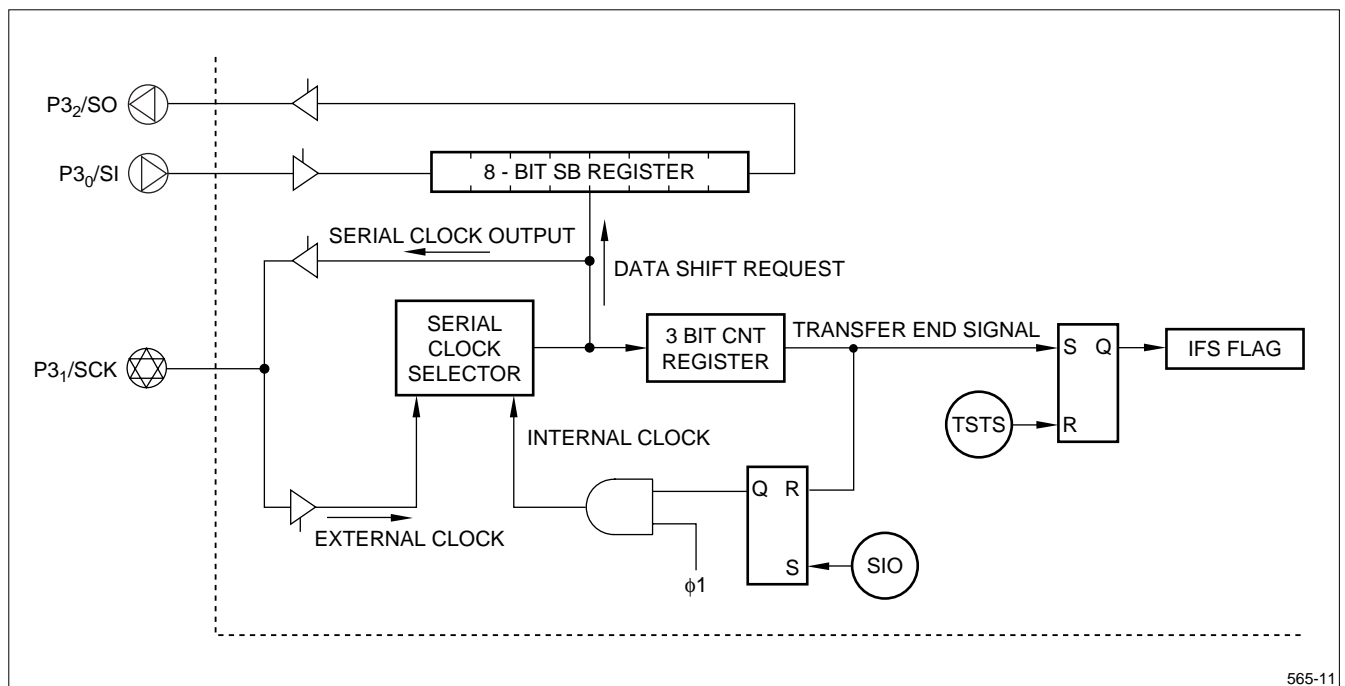 P3₂/SO
P3₀/SI
8 - BIT SB REGISTER
SERIAL CLOCK OUTPUT
DATA SHIFT REQUEST
SERIAL
CLOCK
SELECTOR
3 BIT CNT
REGISTER
TRANSFER END SIGNAL
S Q
IFS FLAG
P3₁/SCK
TSTS
R
INTERNAL CLOCK
Q R
EXTERNAL CLOCK
S
SIO
ϕ1
565-11